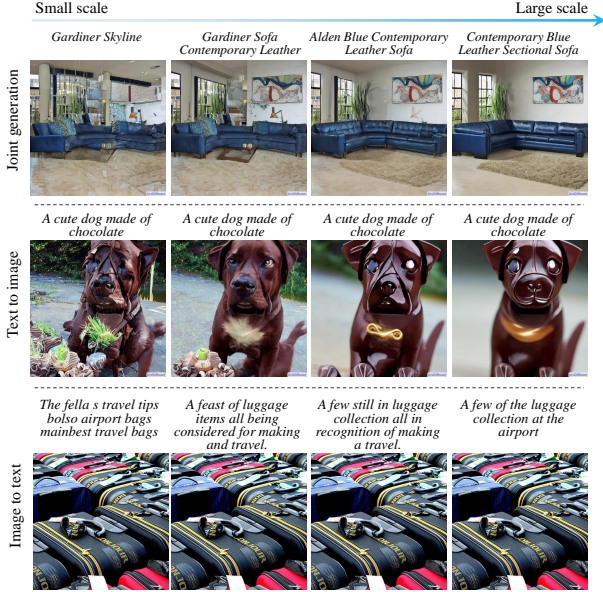 Small scale
Large scale
Joint generation
Gardiner Skyline
Gardiner Sofa
Contemporary Leather
Alden Blue Contemporary
Leather Sofa
Contemporary Blue
Leather Sectional Sofa
Text to image
A cute dog made of
chocolate
A cute dog made of
chocolate
A cute dog made of
chocolate
A cute dog made of
chocolate
Image to text
The fella s travel tips
bolso airport bags
mainbest travel bags
A feast of luggage
items all being
considered for making
and travel.
A few still in luggage
collection all in
recognition of making
a travel.
A few of the luggage
collection at the
airport